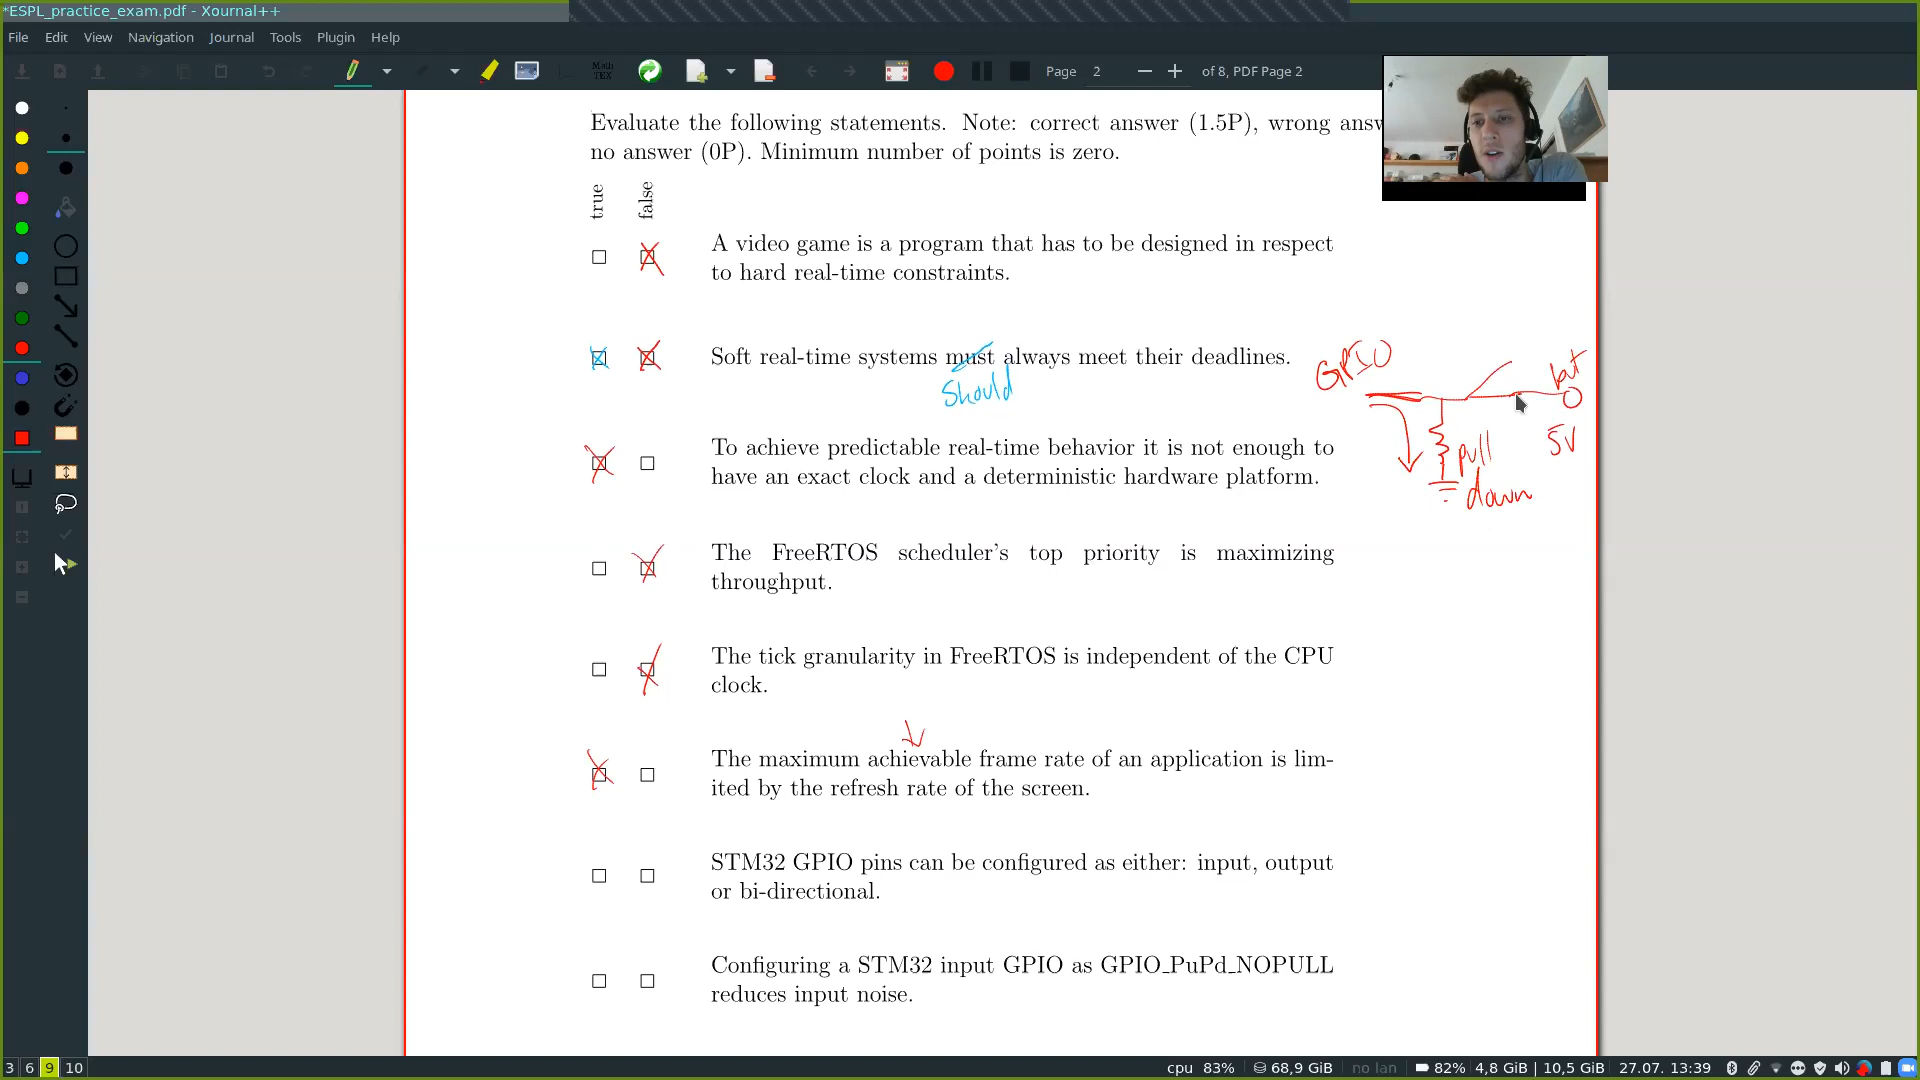 *ESPL_practice_exam.pdf - Xournal++
File Edit View Navigation Journal Tools Plugin Help
Math
TEX
Page 2 of 8, PDF Page 2
Evaluate the following statements. Note: correct answer (1.5P), wrong answ
no answer (0P). Minimum number of points is zero.
true
false
A video game is a program that has to be designed in respect
to hard real-time constraints.
Soft real-time systems must always meet their deadlines.
Should
GPIO
but
5V
pull
down
To achieve predictable real-time behavior it is not enough to
have an exact clock and a deterministic hardware platform.
The FreeRTOS scheduler's top priority is maximizing
throughput.
The tick granularity in FreeRTOS is independent of the CPU
clock.
The maximum achievable frame rate of an application is lim-
ited by the refresh rate of the screen.
STM32 GPIO pins can be configured as either: input, output
or bi-directional.
Configuring a STM32 input GPIO as GPIO_PuPd_NOPULL
reduces input noise.
3 6 9 10
cpu 83% 68,9 GiB no lan 82% 4,8 GiB | 10,5 GiB 27.07. 13:39